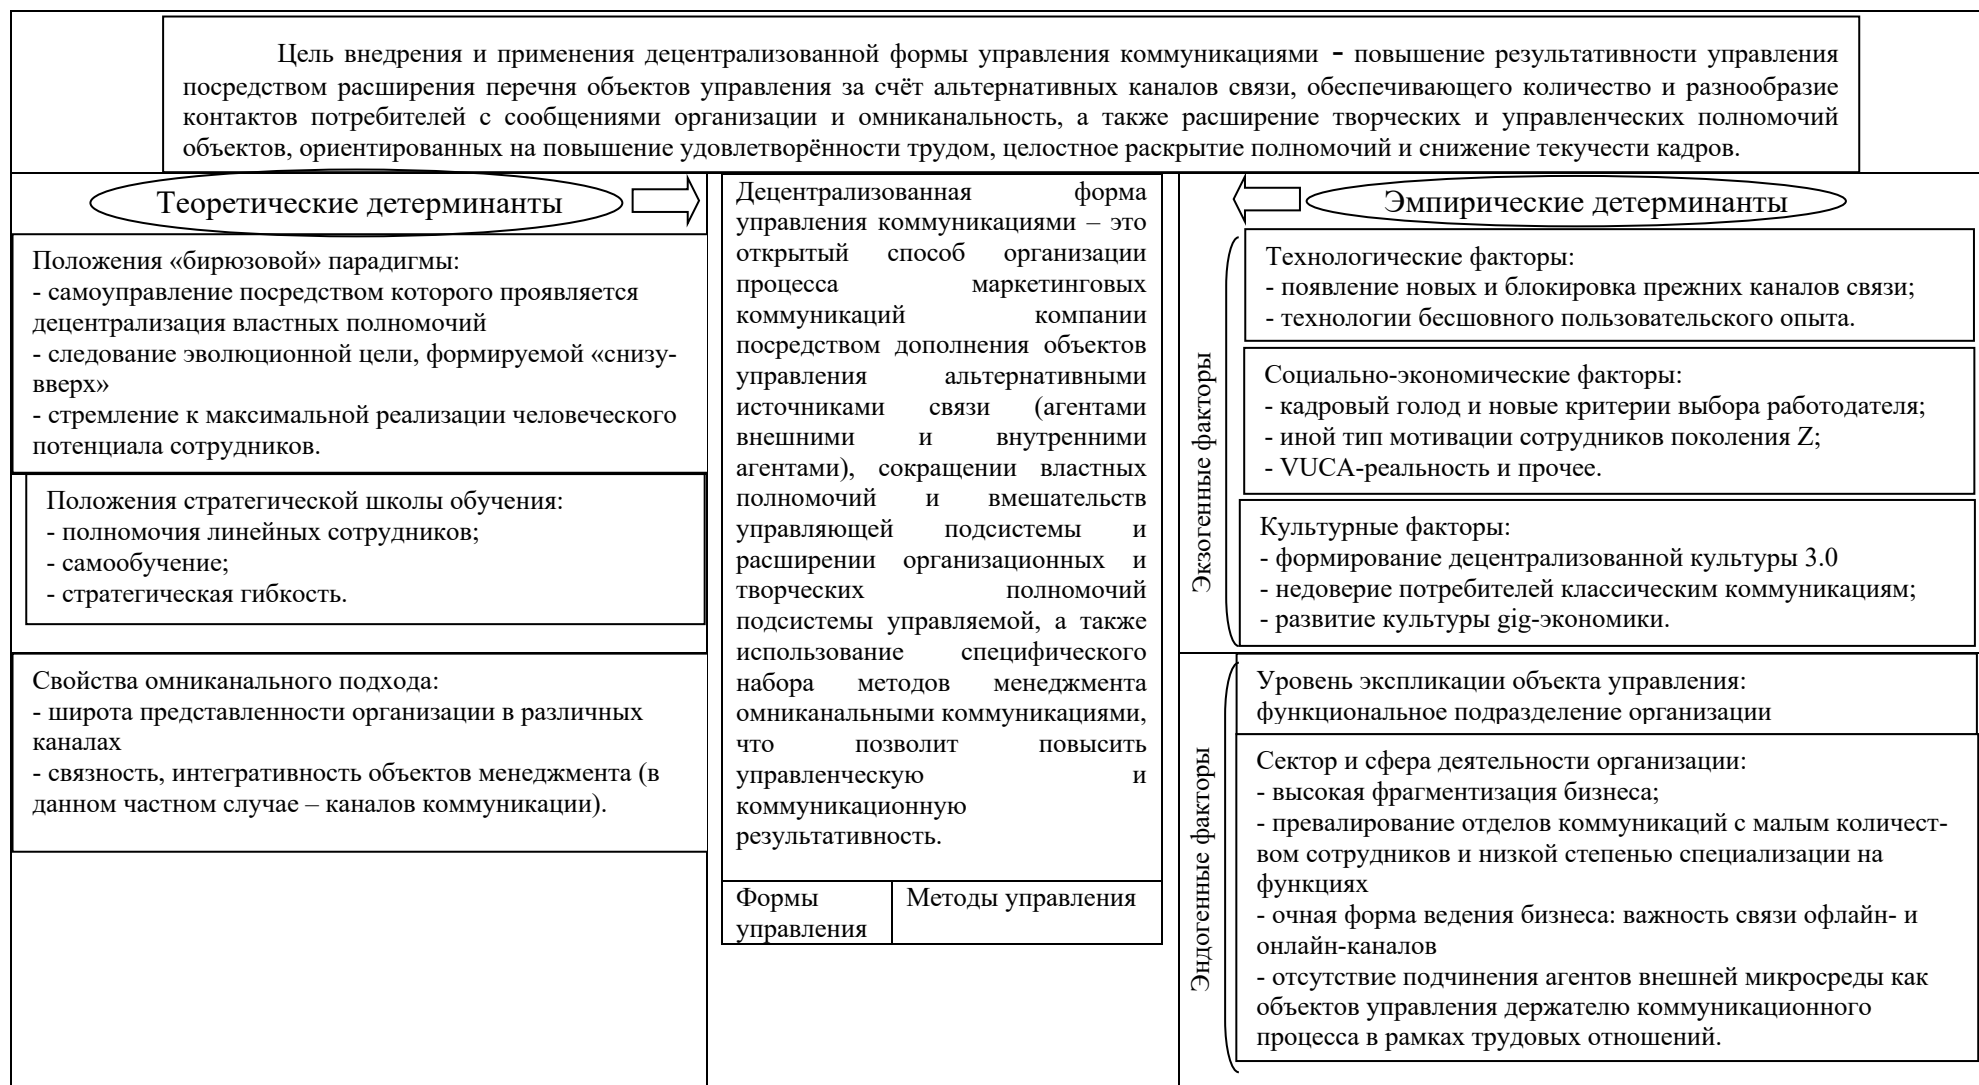 Цель внедрения и применения децентрализованной формы управления коммуникациями - повышение результативности управления
посредством расширения перечня объектов управления за счёт альтернативных каналов связи, обеспечивающего количество и разнообразие
контактов потребителей с сообщениями организации и омниканальность, а также расширение творческих и управленческих полномочий
объектов, ориентированных на повышение удовлетворённости трудом, целостное раскрытие полномочий и снижение текучести кадров.
Теоретические детерминанты
Положения «бирюзовой» парадигмы:
- самоуправление посредством которого проявляется
децентрализация властных полномочий
- следование эволюционной цели, формируемой «снизу-
вверх»
- стремление к максимальной реализации человеческого
потенциала сотрудников.
Положения стратегической школы обучения:
- полномочия линейных сотрудников;
- самообучение;
- стратегическая гибкость.
Свойства омниканального подхода:
- широта представленности организации в различных
каналах
- связность, интегративность объектов менеджмента (в
данном частном случае – каналов коммуникации).
Децентрализованная форма
управления коммуникациями – это
открытый способ организации
процесса маркетинговых
коммуникаций компании
посредством дополнения объектов
управления альтернативными
источниками связи (агентами
внешними и внутренними
агентами), сокращении властных
полномочий и вмешательств
управляющей подсистемы и
расширении организационных и
творческих полномочий
подсистемы управляемой, а также
использование специфического
набора методов менеджмента
омниканальными коммуникациями,
что позволит повысить
управленческую и
коммуникационную
результативность.
Формы
управления
Методы управления
Эмпирические детерминанты
Экзогенные факторы
Технологические факторы:
- появление новых и блокировка прежних каналов связи;
- технологии бесшовного пользовательского опыта.
Социально-экономические факторы:
- кадровый голод и новые критерии выбора работодателя;
- иной тип мотивации сотрудников поколения Z;
- VUCA-реальность и прочее.
Культурные факторы:
- формирование децентрализованной культуры 3.0
- недоверие потребителей классическим коммуникациям;
- развитие культуры gig-экономики.
Эндогенные факторы
Уровень экспликации объекта управления:
функциональное подразделение организации
Сектор и сфера деятельности организации:
- высокая фрагментизация бизнеса;
- превалирование отделов коммуникаций с малым количест-
вом сотрудников и низкой степенью специализации на
функциях
- очная форма ведения бизнеса: важность связи офлайн- и
онлайн-каналов
- отсутствие подчинения агентов внешней микросреды как
объектов управления держателю коммуникационного
процесса в рамках трудовых отношений.